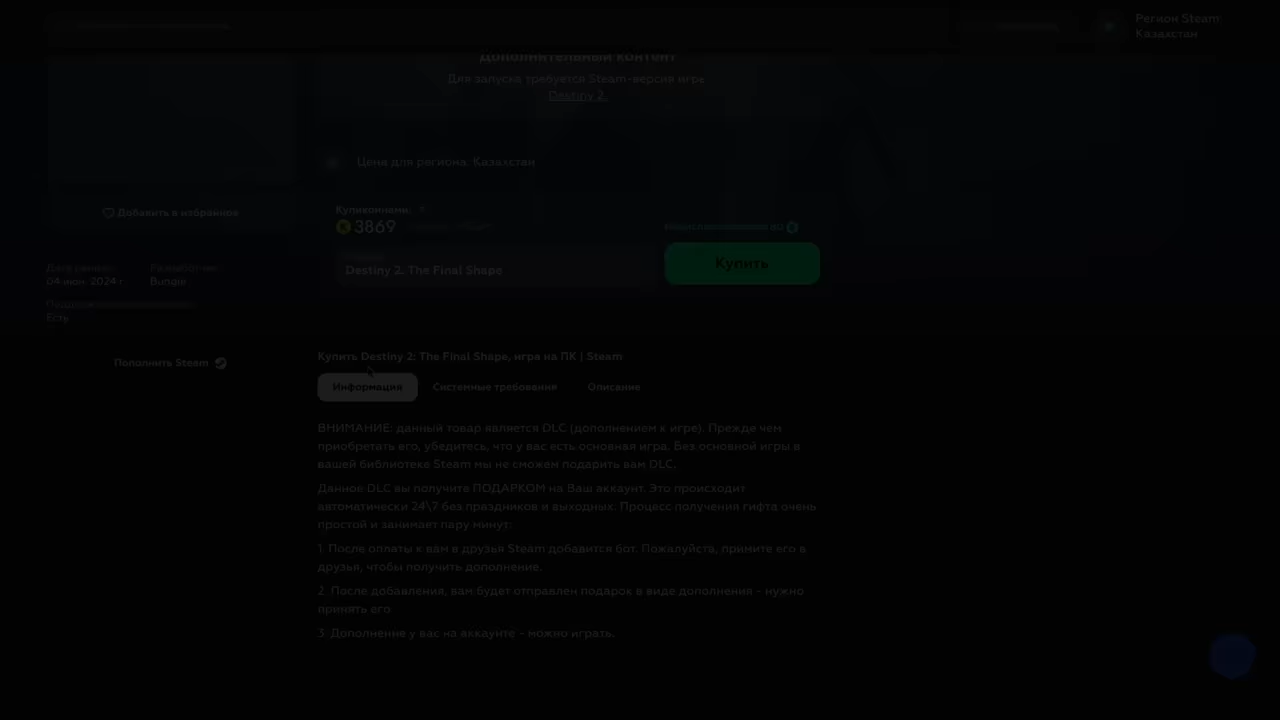 Регион Steam:
Казахстан
Дополнительный контент
Для запуска требуется Steam-версия игры
Destiny 2.
Цена для региона: Казахстан
Добавить в избранное
Купикоинами:
3869
Купить
Destiny 2: The Final Shape
04 июн. 2024 г.
Bungie
Есть
Пополнить Steam
Купить Destiny 2: The Final Shape, игра на ПК | Steam
Информация Системные требования Описание
ВНИМАНИЕ: данный товар является DLC (дополнением к игре). Прежде чем
приобретать его, убедитесь, что у вас есть основная игра. Без основной игры в
вашей библиотеке Steam мы не сможем подарить вам DLC.
Данное DLC вы получите ПОДАРКОМ на Ваш аккаунт. Это происходит
автоматически 24\7 без праздников и выходных. Процесс получения гифта очень
простой и занимает пару минут:
1. После оплаты к вам в друзья Steam добавится бот. Пожалуйста, примите его в
друзья, чтобы получить дополнение.
2. После добавления, вам будет отправлен подарок в виде дополнения - нужно
принять его
3. Дополнение у вас на аккаунте - можно играть.